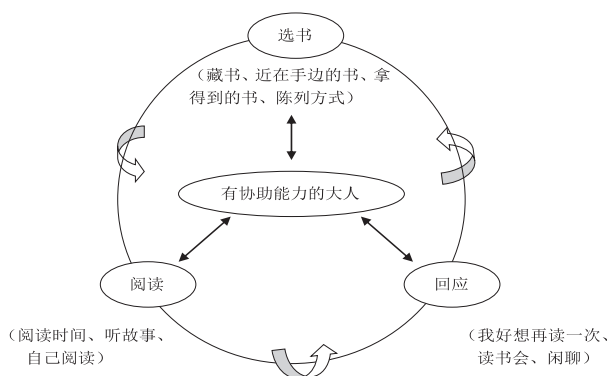 选书
（藏书、近在手边的书、拿
得到的书、陈列方式）
有协助能力的大人
阅读
回应
（阅读时间、听故事、
自己阅读）
（我好想再读一次、
读书会、闲聊）